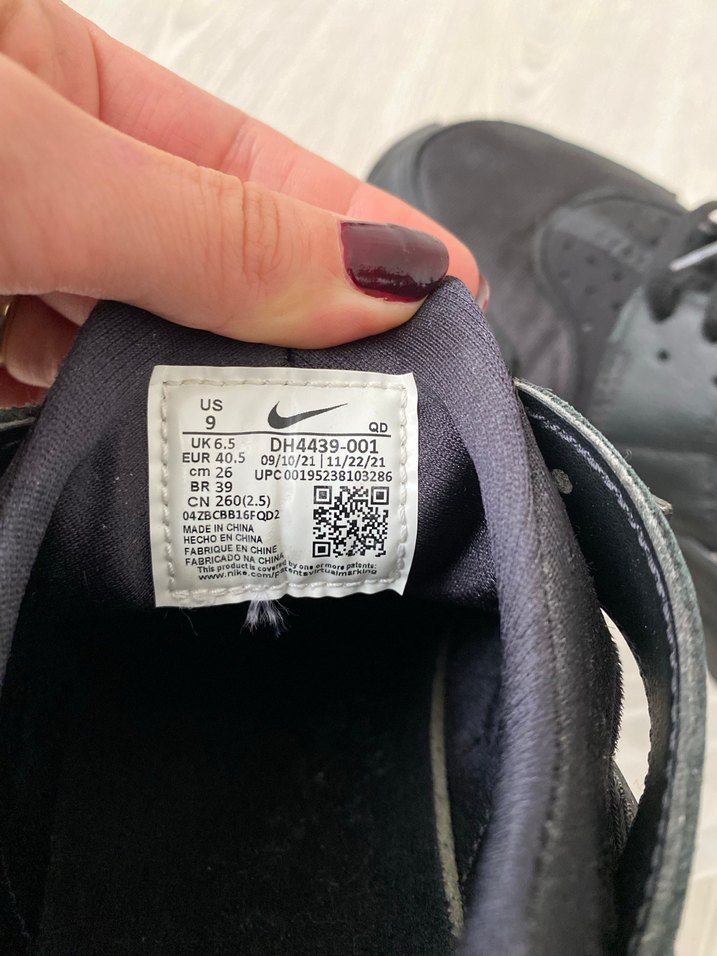 US
9
QD
UK 6.5
DH4439-001
EUR 40.5
09/10/21 | 11/22/21
cm 26
UPC 00195238103286
BR 39
CN 260(2.5)
04ZBCBB16FQD2
MADE IN CHINA
HECHO EN CHINA
FABRIQUE EN CHINE
FABRICADO NA CHINA
This product is covered by one or more patents:
www.nike.com/patentsvirtualmarking